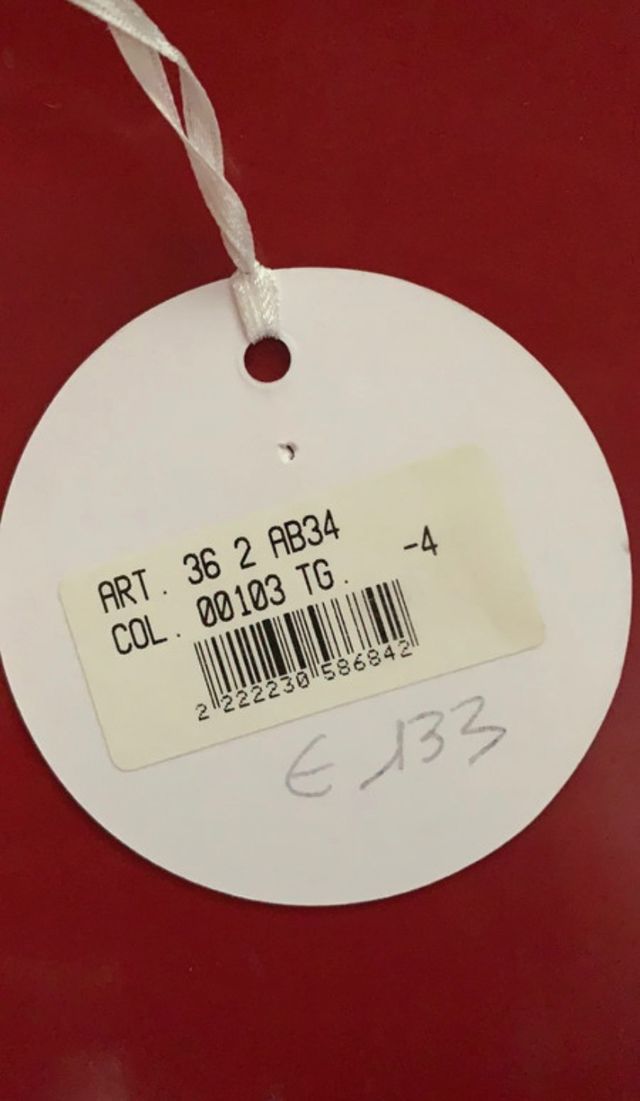 ART. 36 2 AB34
COL. 00103 TG. -4
2 222230 586842
€ 133